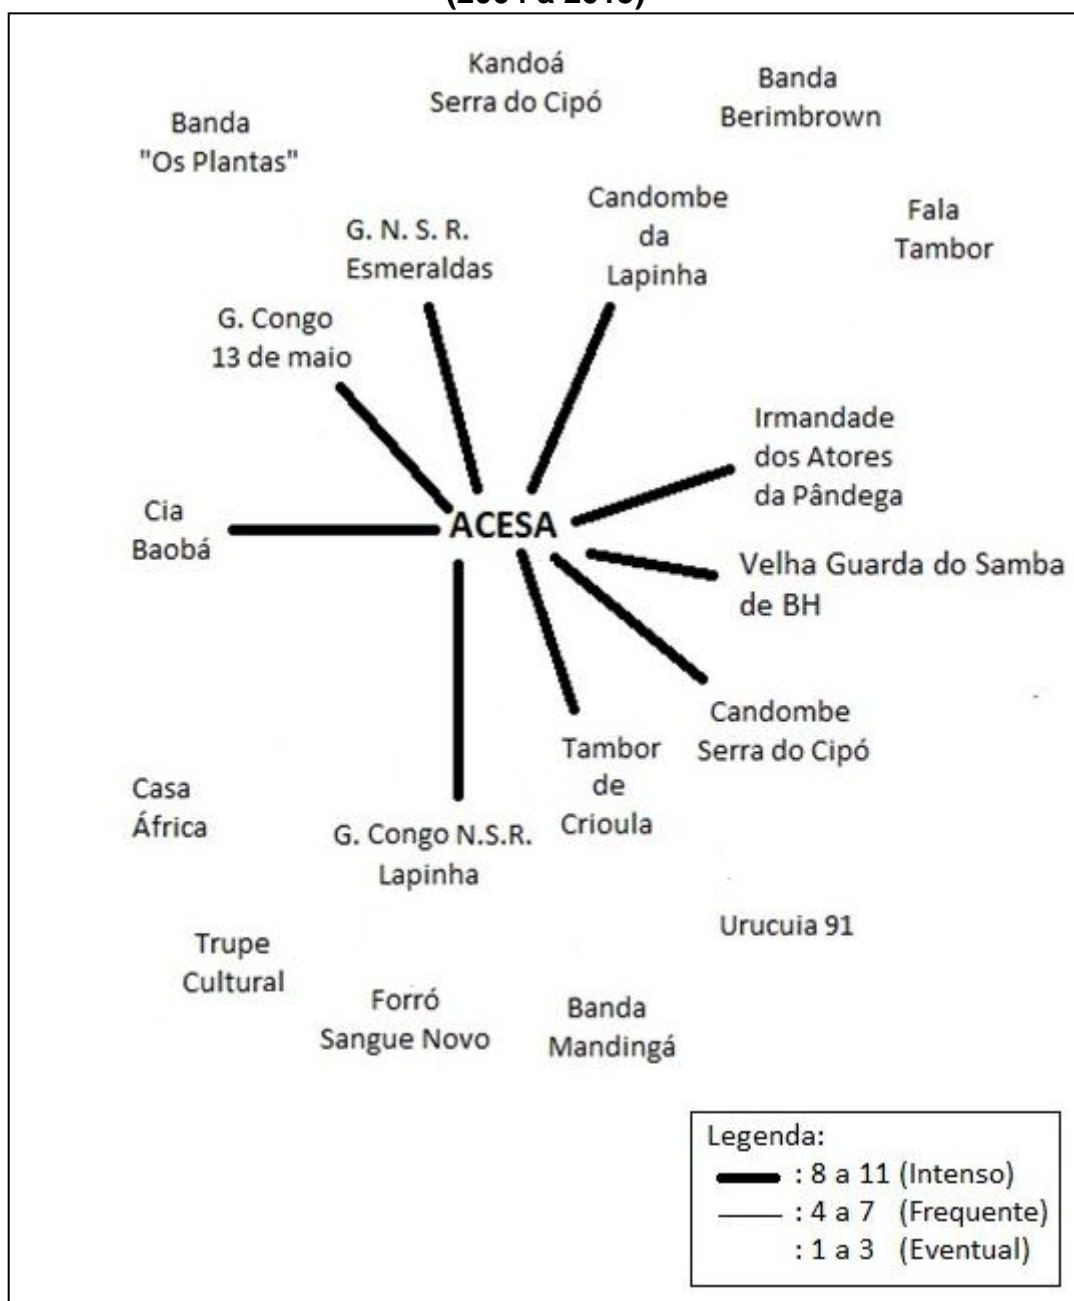 Kandoá
Serra do Cipó
Banda
Berimbrown
Banda
"Os Plantas"
Candombe
da
Lapinha
Fala
Tambor
G. N. S. R.
Esmeraldas
G. Congo
13 de maio
Irmandade
dos Atores
da Pândega
Cia
Baobá
ACESA
Velha Guarda do Samba
de BH
Candombe
Serra do Cipó
Tambor
de
Crioula
Casa
África
G. Congo N.S.R.
Lapinha
Urucuia 91
Trupe
Cultural
Forró
Sangue Novo
Banda
Mandingá
Legenda:
: 8 a 11 (Intenso)
: 4 a 7 (Frequente)
: 1 a 3 (Eventual)